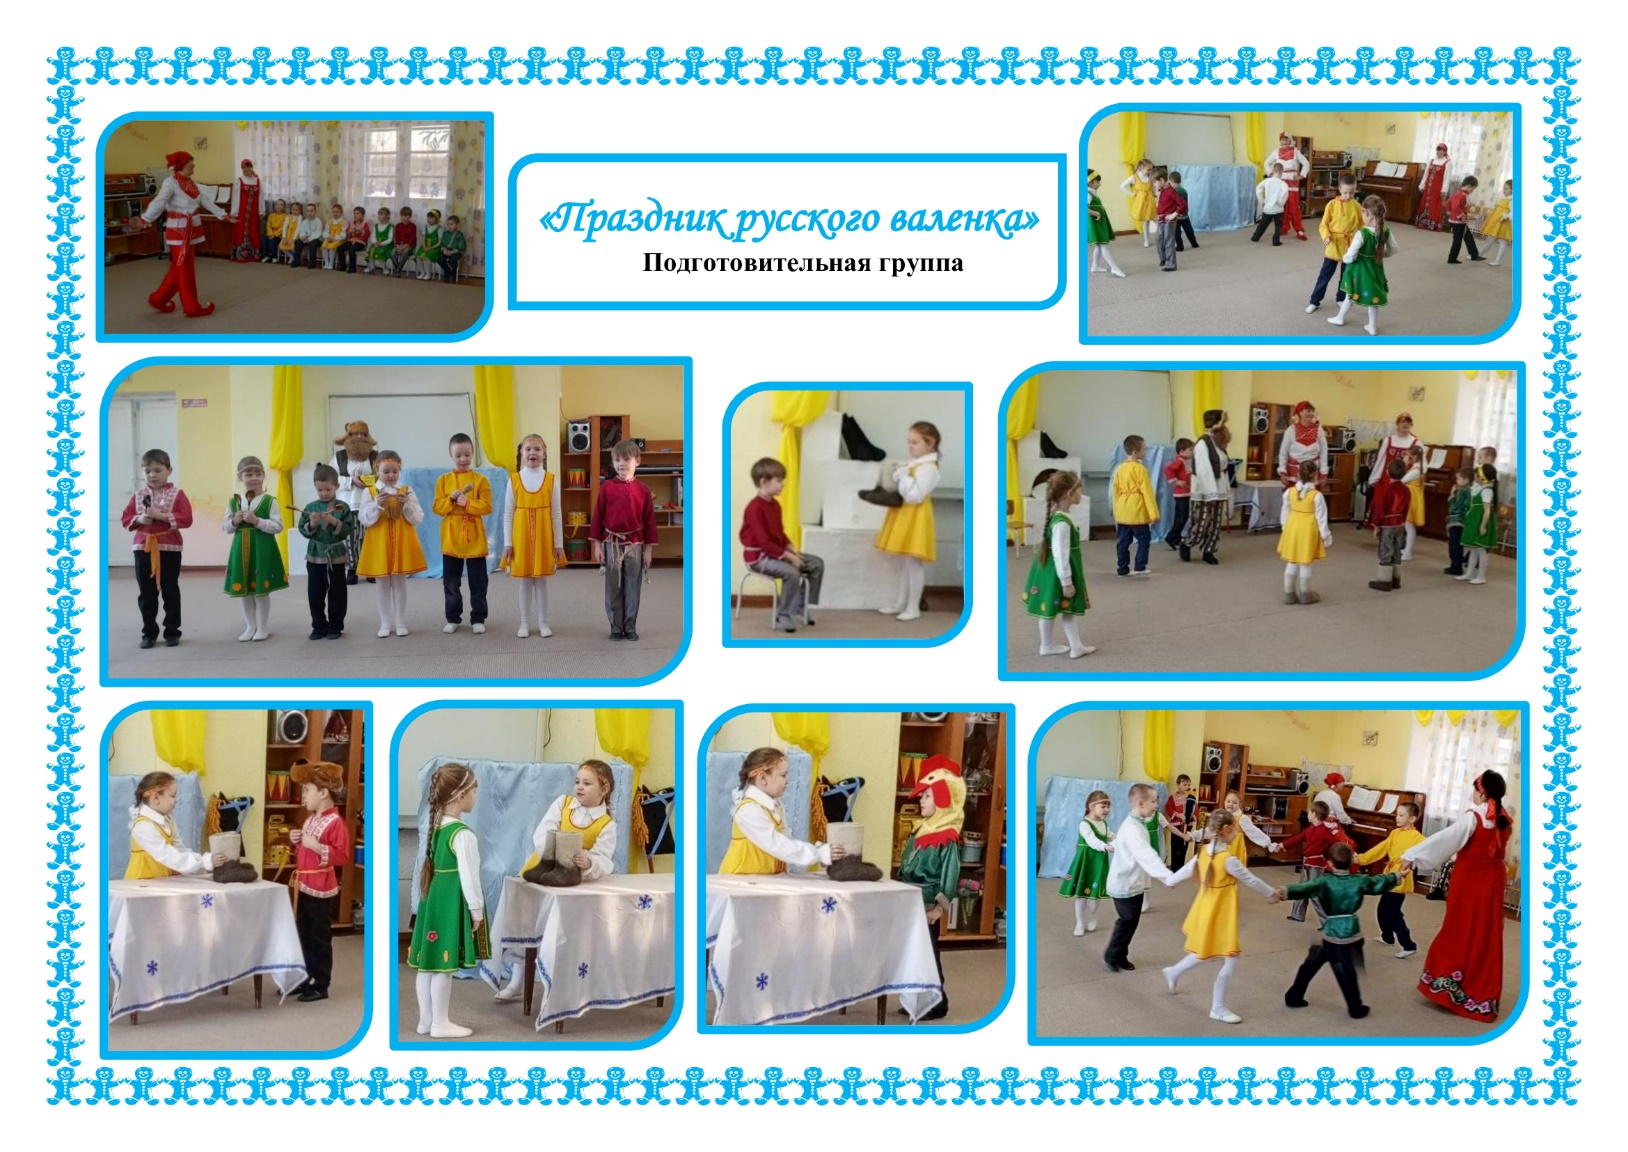 «Праздник русского валенка»
Подготовительная группа